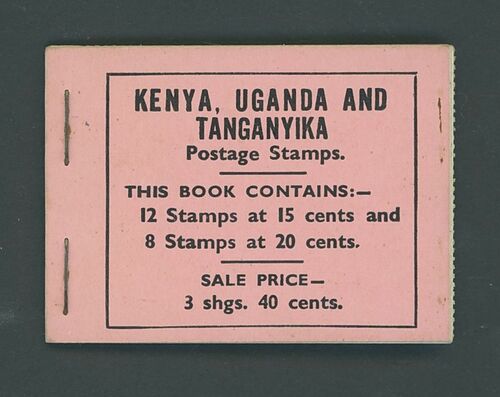 KENYA, UGANDA AND
TANGANYIKA
Postage Stamps.
THIS BOOK CONTAINS:—
12 Stamps at 15 cents and
8 Stamps at 20 cents.
SALE PRICE—
3 shgs. 40 cents.